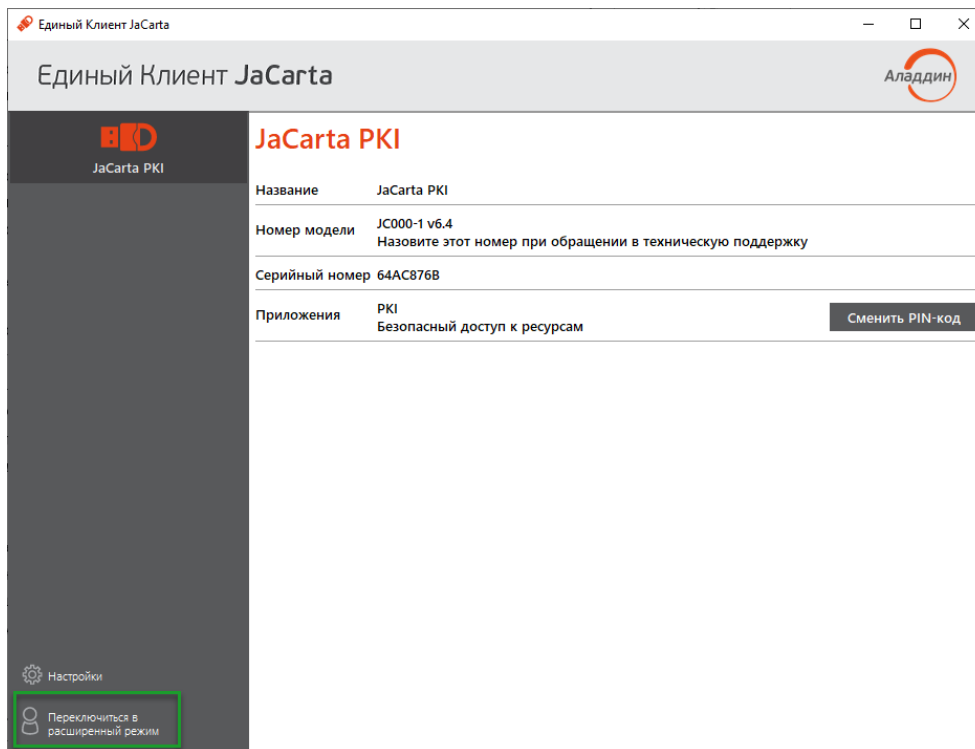 Единый Клиент JaCarta
Единый Клиент JaCarta
Аладдин
JaCarta PKI
JaCarta PKI
Название JaCarta PKI
Номер модели JC000-1 v6.4
Назовите этот номер при обращении в техническую поддержку
Серийный номер 64AC876B
Приложения PKI
Безопасный доступ к ресурсам
Сменить PIN-код
Настройки
Переключиться в
расширенный режим